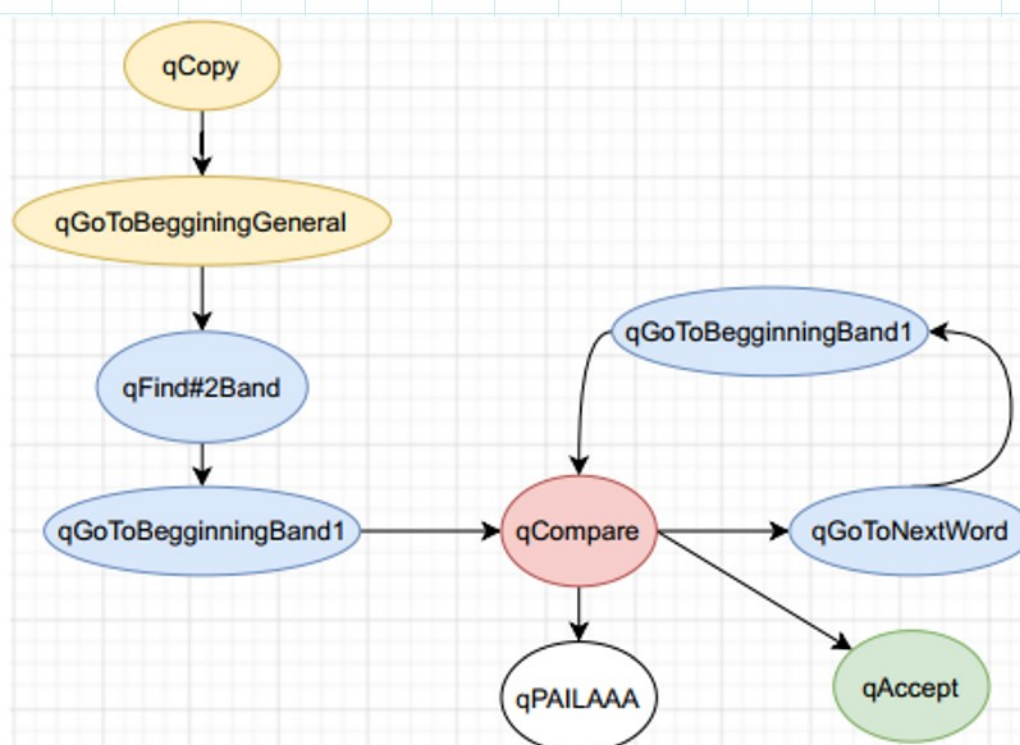 qCopy
qGoToBegginingGeneral
qFind#2Band
qGoToBegginningBand1
qGoToBegginningBand1
qCompare
qGoToNextWord
qPAILAAA
qAccept